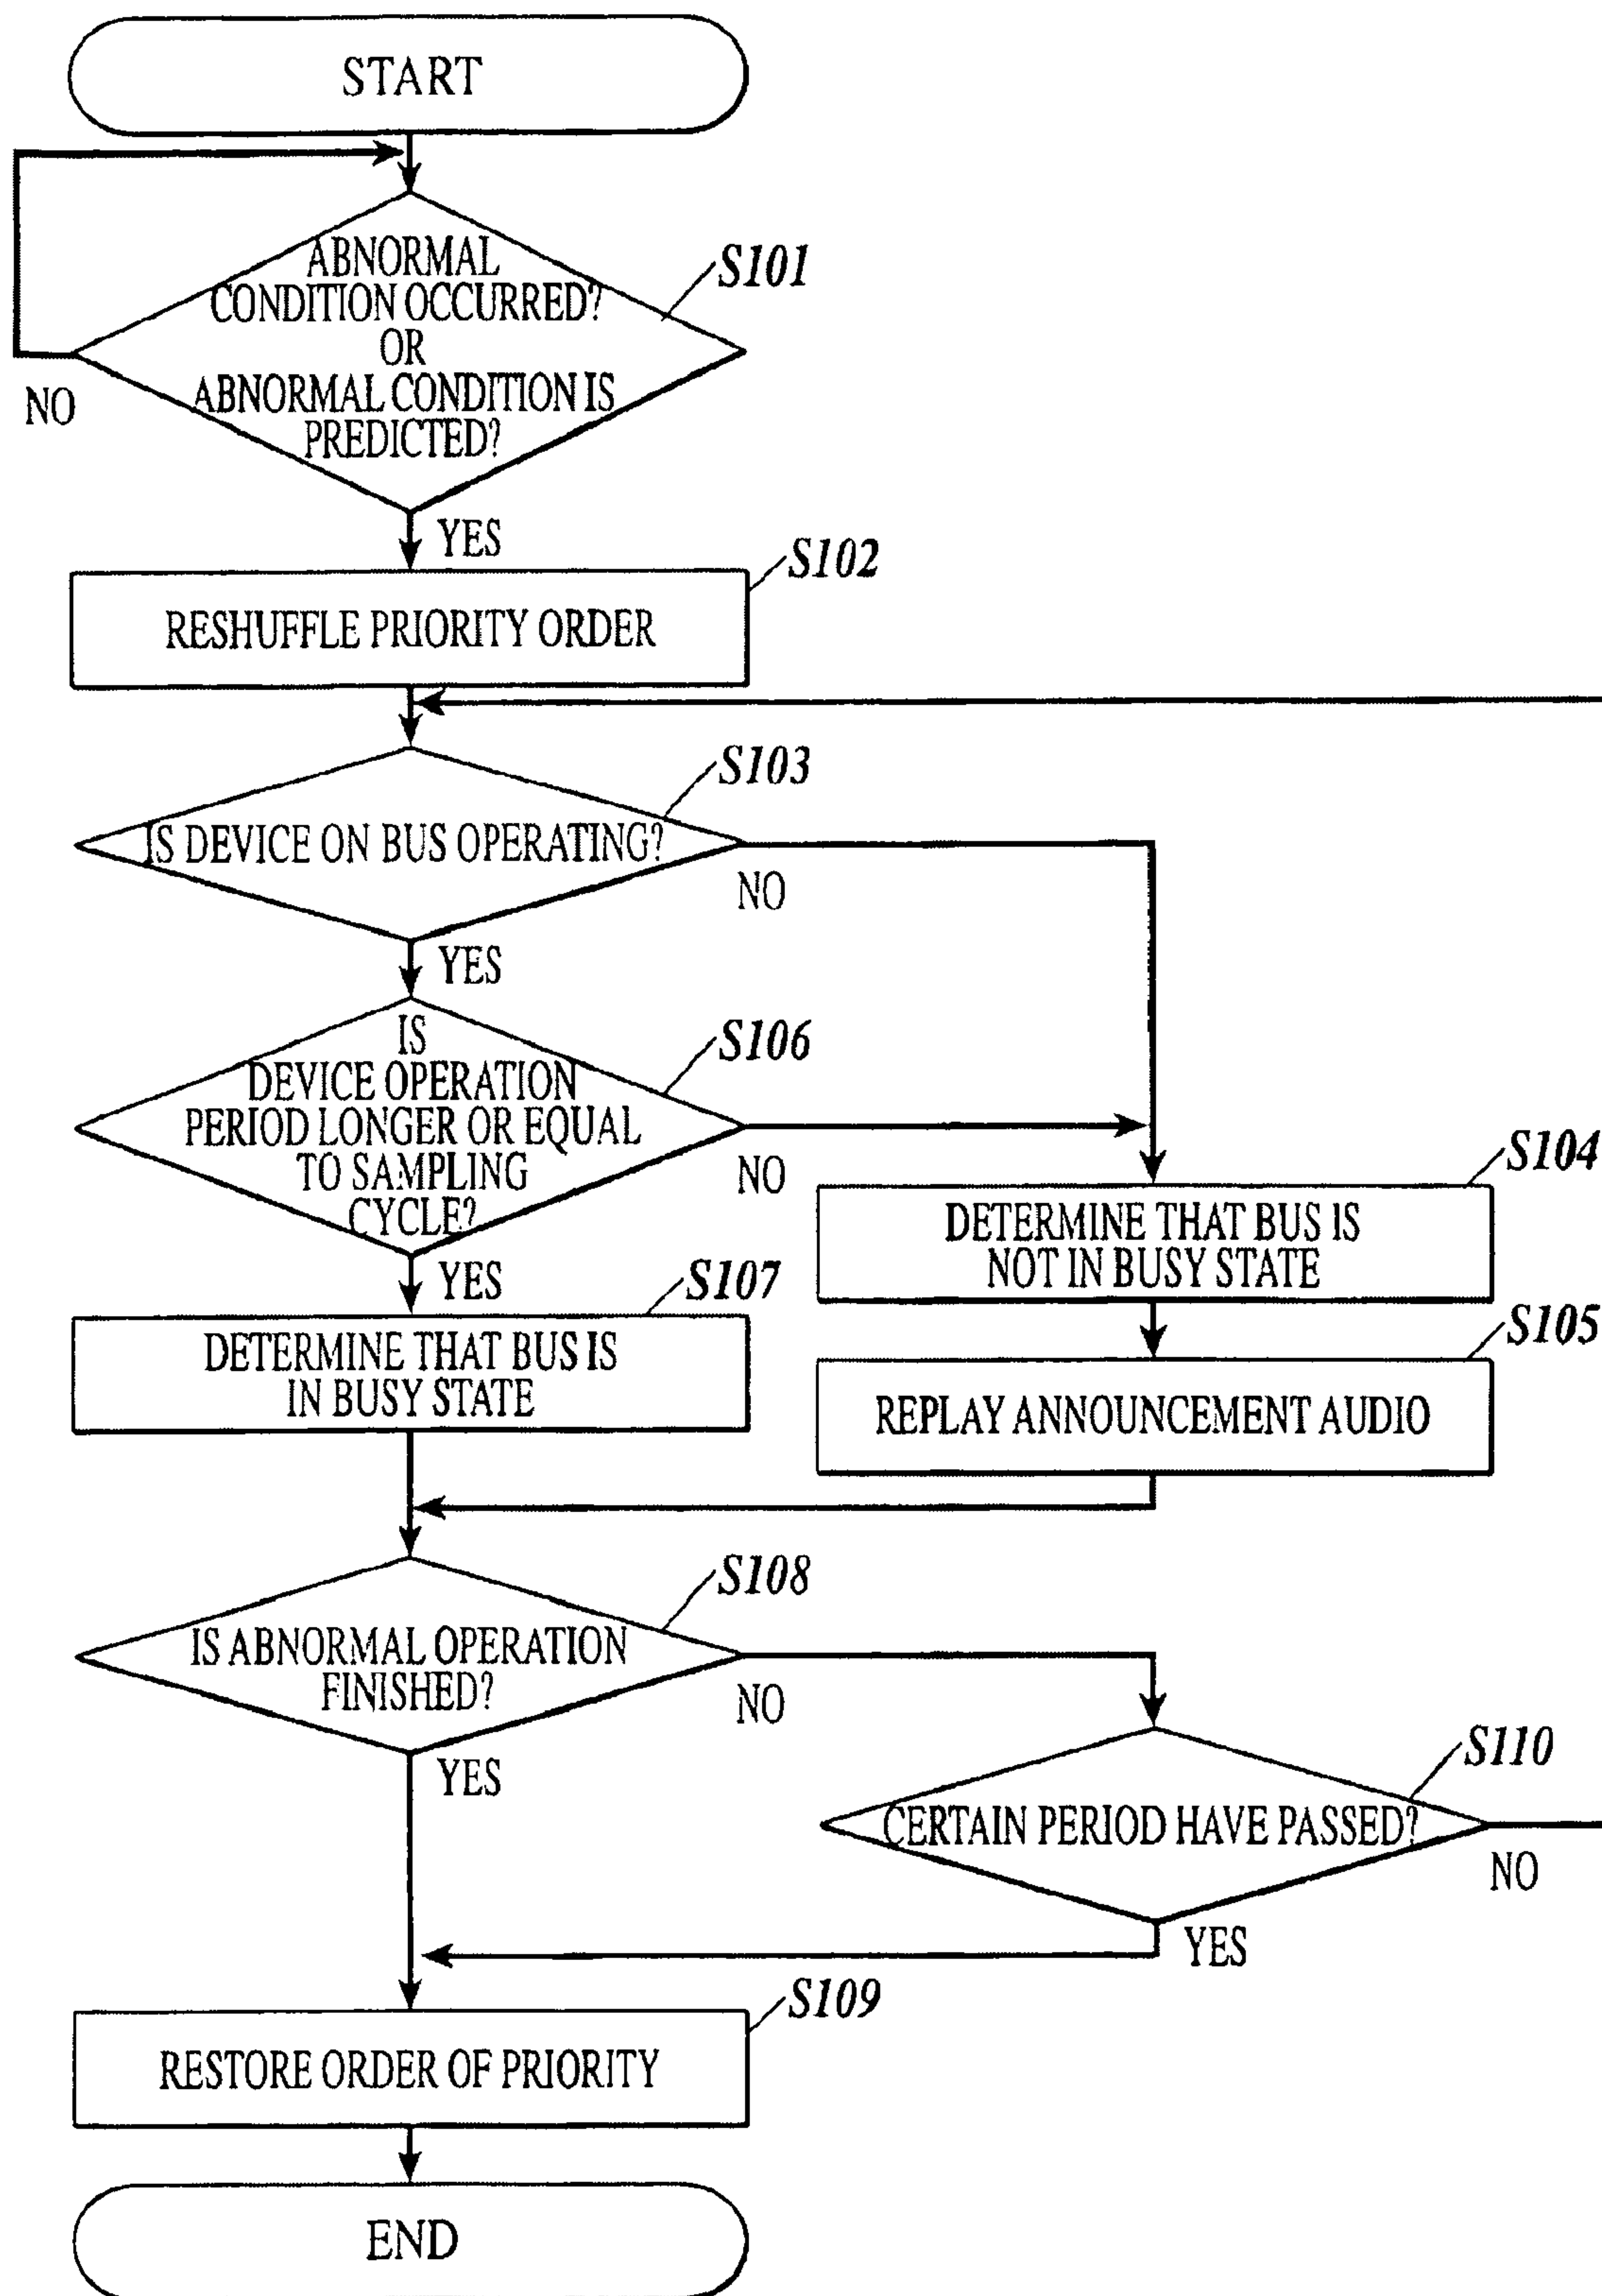 START
ABNORMAL
CONDITION OCCURRED?
OR
ABNORMAL CONDITION IS
PREDICTED?
S101
NO
YES
S102
RESHUFFLE PRIORITY ORDER
S103
IS DEVICE ON BUS OPERATING?
NO
YES
S106
IS
DEVICE OPERATION
PERIOD LONGER OR EQUAL
TO SAMPLING
CYCLE?
NO
YES
S104
DETERMINE THAT BUS IS
NOT IN BUSY STATE
S107
DETERMINE THAT BUS IS
IN BUSY STATE
S105
REPLAY ANNOUNCEMENT AUDIO
S108
IS ABNORMAL OPERATION
FINISHED?
NO
YES
S110
CERTAIN PERIOD HAVE PASSED?
NO
YES
S109
RESTORE ORDER OF PRIORITY
END